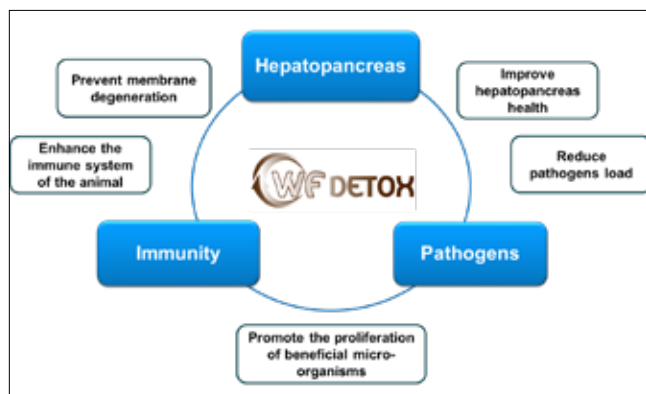 Hepatopancreas
Prevent membrane
degeneration
Improve
hepatopancreas
health
Enhance the
immune system
of the animal
WF DETOX
Reduce
pathogens load
Immunity
Pathogens
Promote the proliferation
of beneficial micro-
organisms